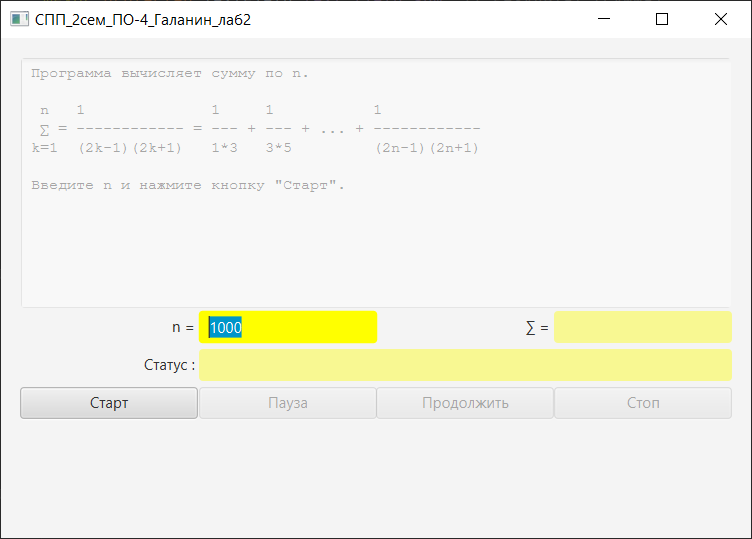 СПП_2сем_ПО-4_Галанин_лаб2
Программа вычисляет сумму по n.
n 1 1 1 1
∑ = ------------ = --- + --- + ... + ------------
k=1 (2k-1)(2k+1) 1*3 3*5 (2n-1)(2n+1)
Введите n и нажмите кнопку "Старт".
n = 1000 ∑ =
Статус :
Старт Пауза Продолжить Стоп